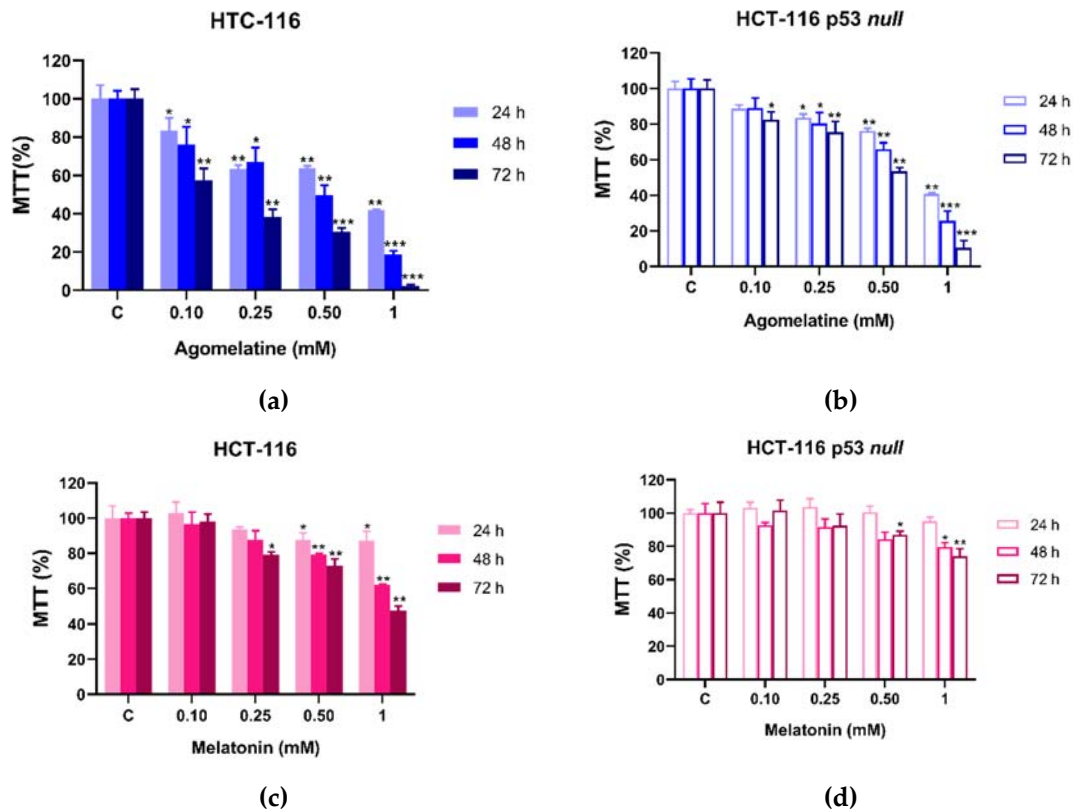 HTC-116
MTT(%)
120
100
80
60
40
20
0
* * **
** * **
** ** ***
** *** ***
C 0.10 0.25 0.50 1
Agomelatine (mM)
24 h
48 h
72 h
(a)
HCT-116 p53 null
MTT (%)
120
100
80
60
40
20
0
*
* * **
** ** **
** *** ***
C 0.10 0.25 0.50 1
Agomelatine (mM)
24 h
48 h
72 h
(b)
HCT-116
MTT (%)
120
100
80
60
40
20
0
*
* ** **
* ** **
C 0.10 0.25 0.50 1
Melatonin (mM)
24 h
48 h
72 h
(c)
HCT-116 p53 null
MTT (%)
120
100
80
60
40
20
0
*
* **
C 0.10 0.25 0.50 1
Melatonin (mM)
24 h
48 h
72 h
(d)